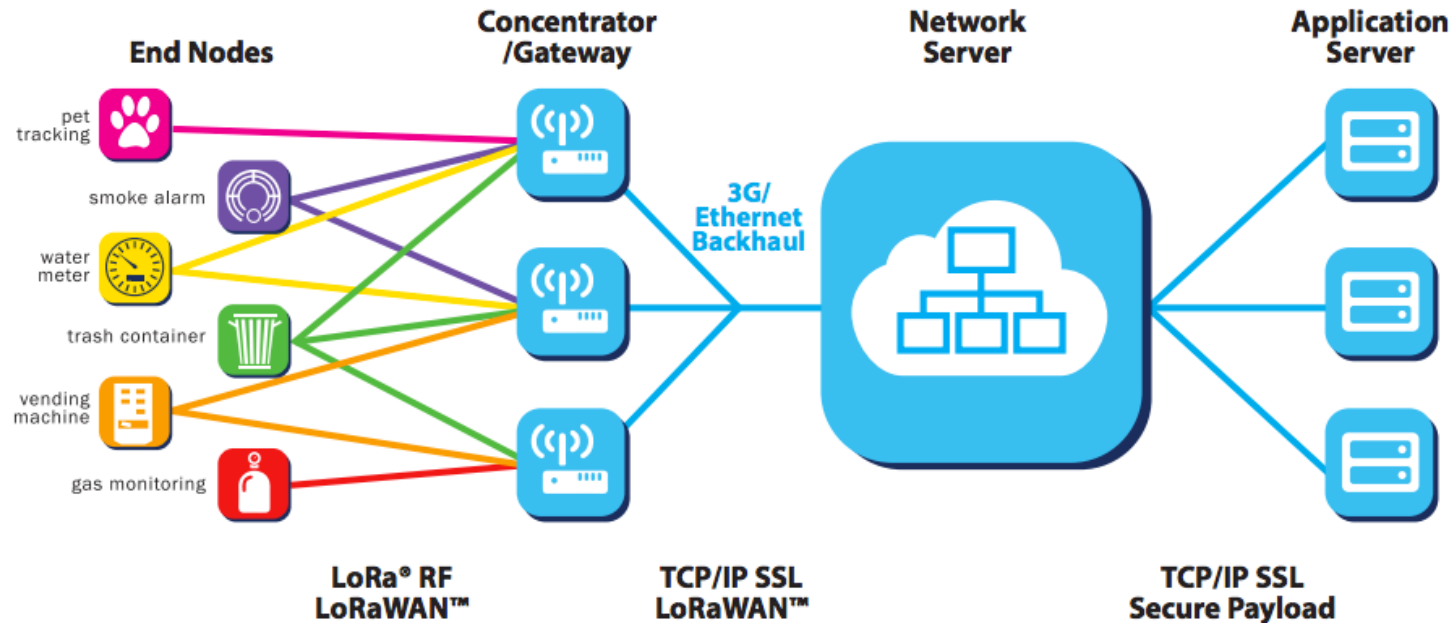 End Nodes
Concentrator
/Gateway
Network
Server
Application
Server
pet
tracking
smoke alarm
water
meter
trash container
vending
machine
gas monitoring
3G/
Ethernet
Backhaul
LoRa® RF
LoRaWAN™
TCP/IP SSL
LoRaWAN™
TCP/IP SSL
Secure Payload